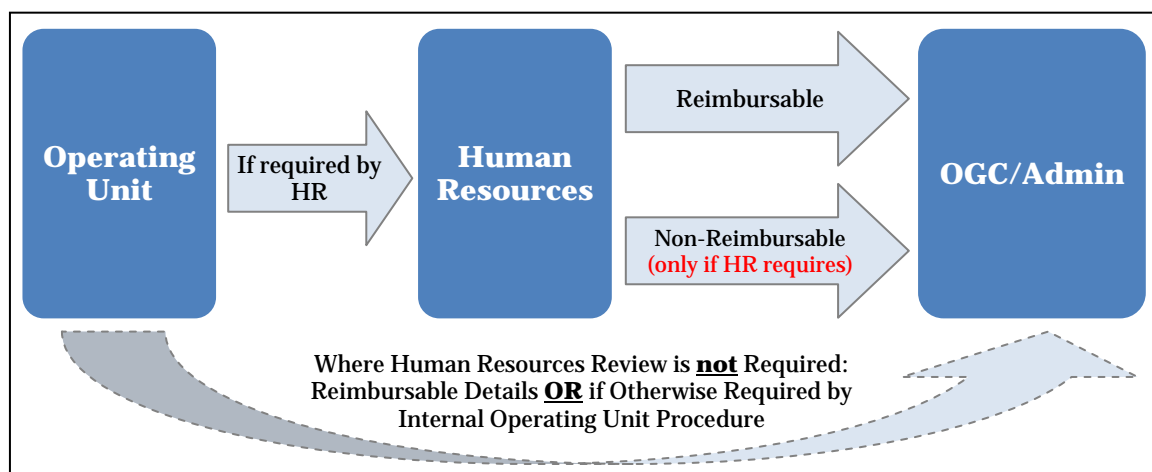 Operating
Unit
If required by
HR
Human
Resources
Reimbursable
Non-Reimbursable
(only if HR requires)
OGC/Admin
Where Human Resources Review is not Required:
Reimbursable Details OR if Otherwise Required by
Internal Operating Unit Procedure